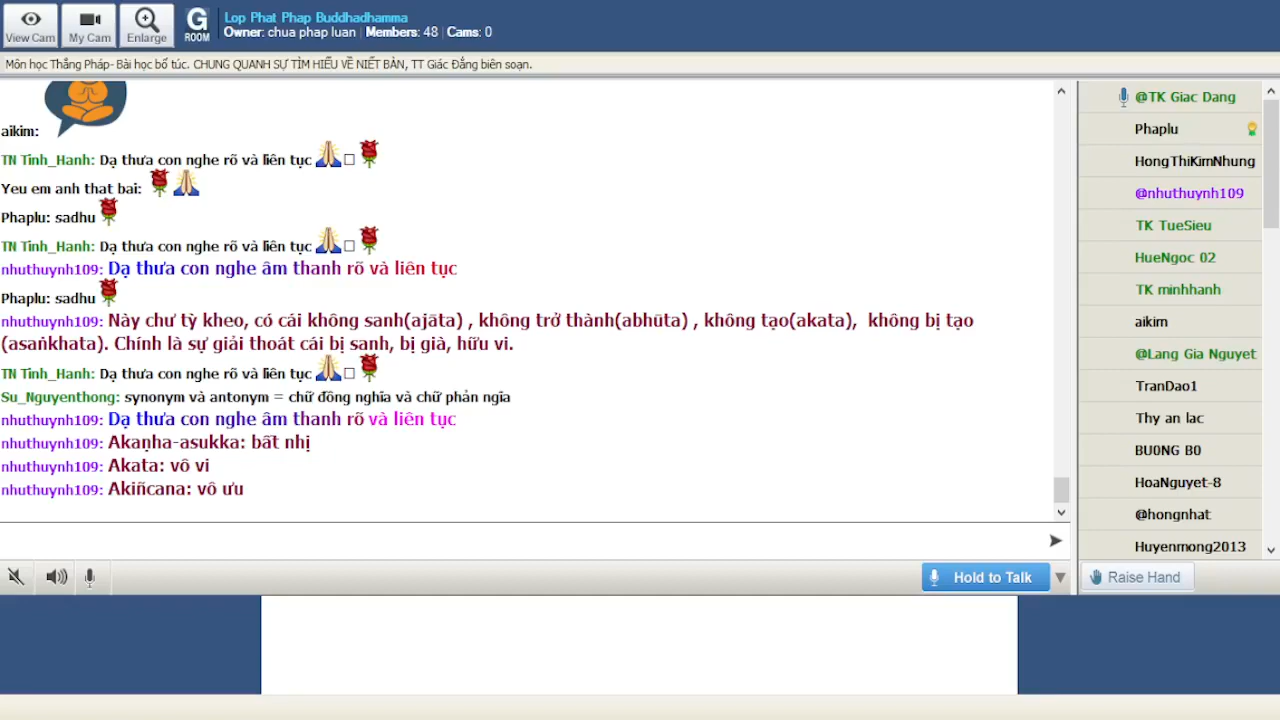 View Cam
My Cam
Enlarge
G
ROOM
Lop Phat Phap Buddhadhamma
Owner: chua phap luan | Members: 48 | Cams: 0
Môn học Thắng Pháp- Bài học bổ túc. CHUNG QUANH SỰ TÌM HIỂU VỀ NIẾT BÀN, TT Giác Đẳng biên soạn.
aikim:
TN Tinh_Hanh: Dạ thưa con nghe rõ và liên tục
Yeu em anh that bai:
Phaplu: sadhu
TN Tinh_Hanh: Dạ thưa con nghe rõ và liên tục
nhuthuynh109: Dạ thưa con nghe âm thanh rõ và liên tục
Phaplu: sadhu
nhuthuynh109: Này chư tỳ kheo, có cái không sanh(ajāta) , không trở thành(abhūta) , không tạo(akata), không bị tạo
(asaṅkhata). Chính là sự giải thoát cái bị sanh, bị già, hữu vi.
TN Tinh_Hanh: Dạ thưa con nghe rõ và liên tục
Su_Nguyenthong: synonym và antonym = chữ đồng nghĩa và chữ phản ngĩa
nhuthuynh109: Dạ thưa con nghe âm thanh rõ và liên tục
nhuthuynh109: Akaṇha-asukka: bất nhị
nhuthuynh109: Akata: vô vi
nhuthuynh109: Akiñcana: vô ưu
@TK Giac Dang
Phaplu
HongThiKimNhung
@nhuthuynh109
TK TueSieu
HueNgoc 02
TK minhhanh
aikim
@Lang Gia Nguyet
TranDao1
Thy an lac
BU0NG B0
HoaNguyet-8
@hongnhat
Huyenmong2013
Hold to Talk
Raise Hand